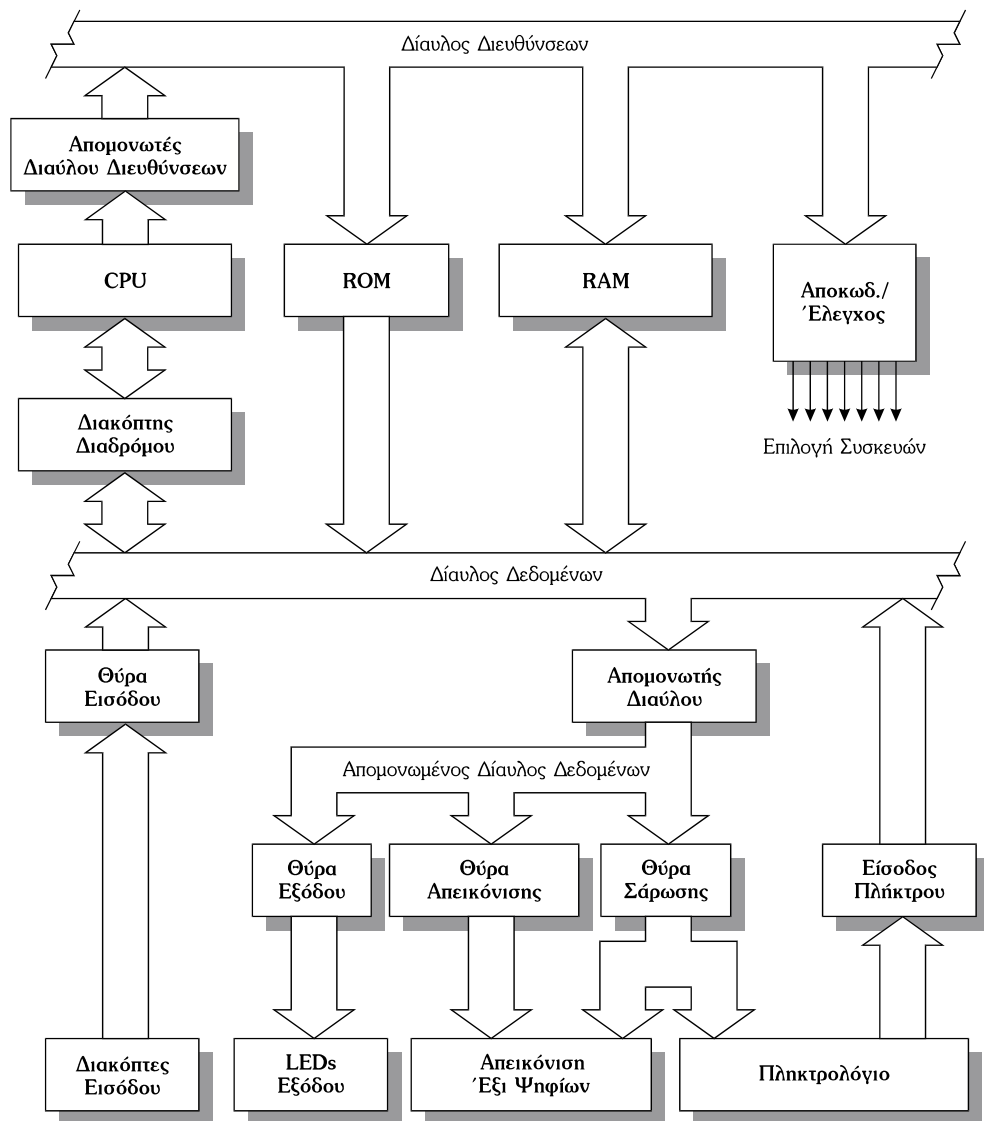 Δίαυλος Διευθύνσεων
Απομονωτές
Διαύλου Διευθύνσεων
CPU
ROM
RAM
Αποκωδ./
Έλεγχος
Διακόπτης
Διαδρόμου
Επιλογή Συσκευών
Δίαυλος Δεδομένων
Θύρα
Εισόδου
Απομονωτής
Διαύλου
Απομονωμένος Δίαυλος Δεδομένων
Θύρα
Εξόδου
Θύρα
Απεικόνισης
Θύρα
Σάρωσης
Είσοδος
Πλήκτρου
Διακόπτες
Εισόδου
LEDs
Εξόδου
Απεικόνιση
Έξι Ψηφίων
Πληκτρολόγιο